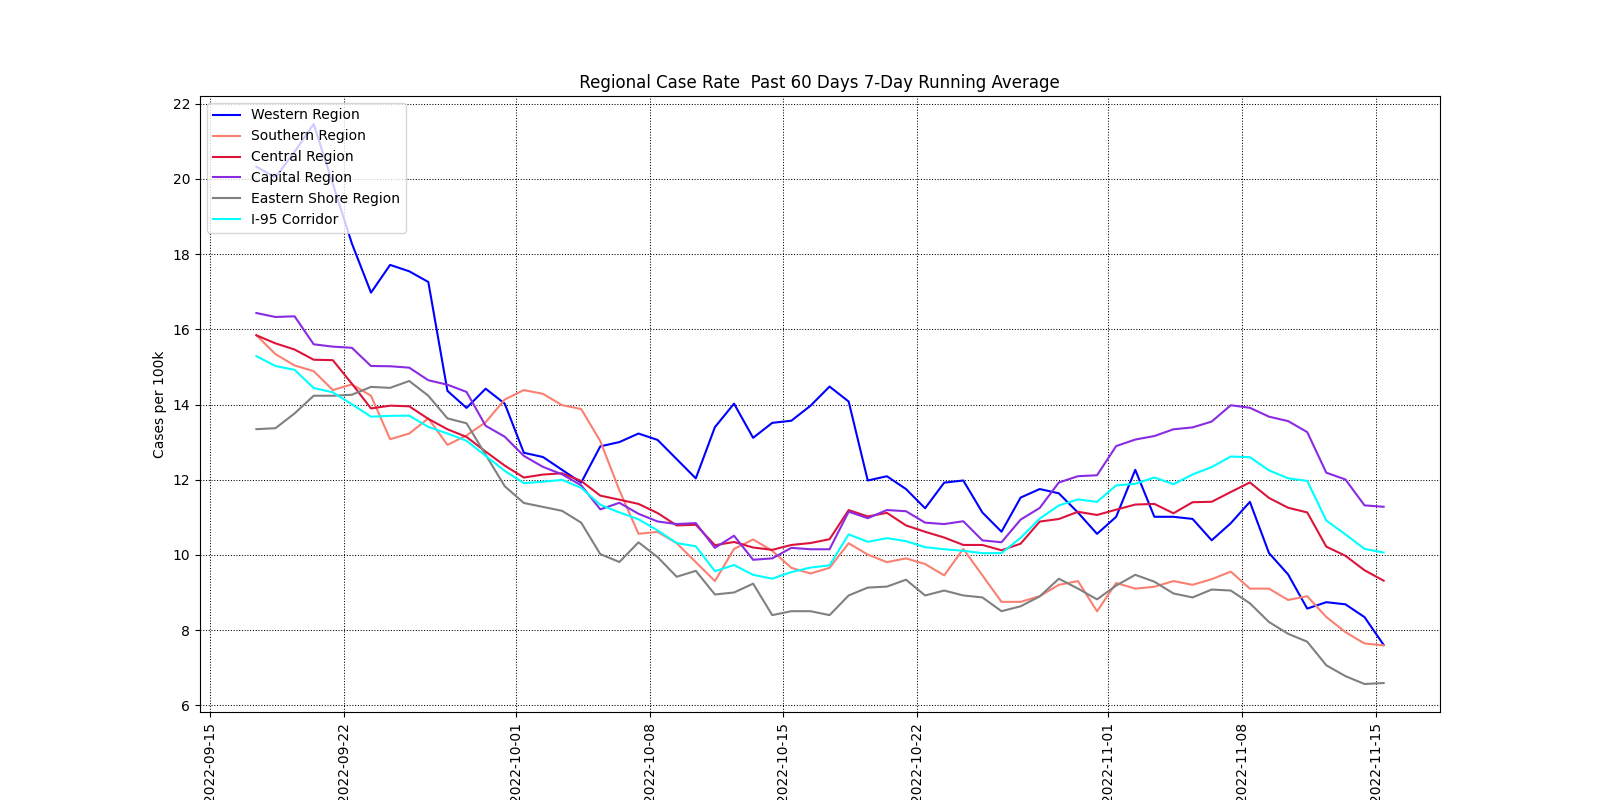 Regional Case Rate  Past 60 Days 7-Day Running Average
Cases per 100k
22
20
18
16
14
12
10
8
6
Western Region
Southern Region
Central Region
Capital Region
Eastern Shore Region
I-95 Corridor
2022-09-15
2022-09-22
2022-10-01
2022-10-08
2022-10-15
2022-10-22
2022-11-01
2022-11-08
2022-11-15